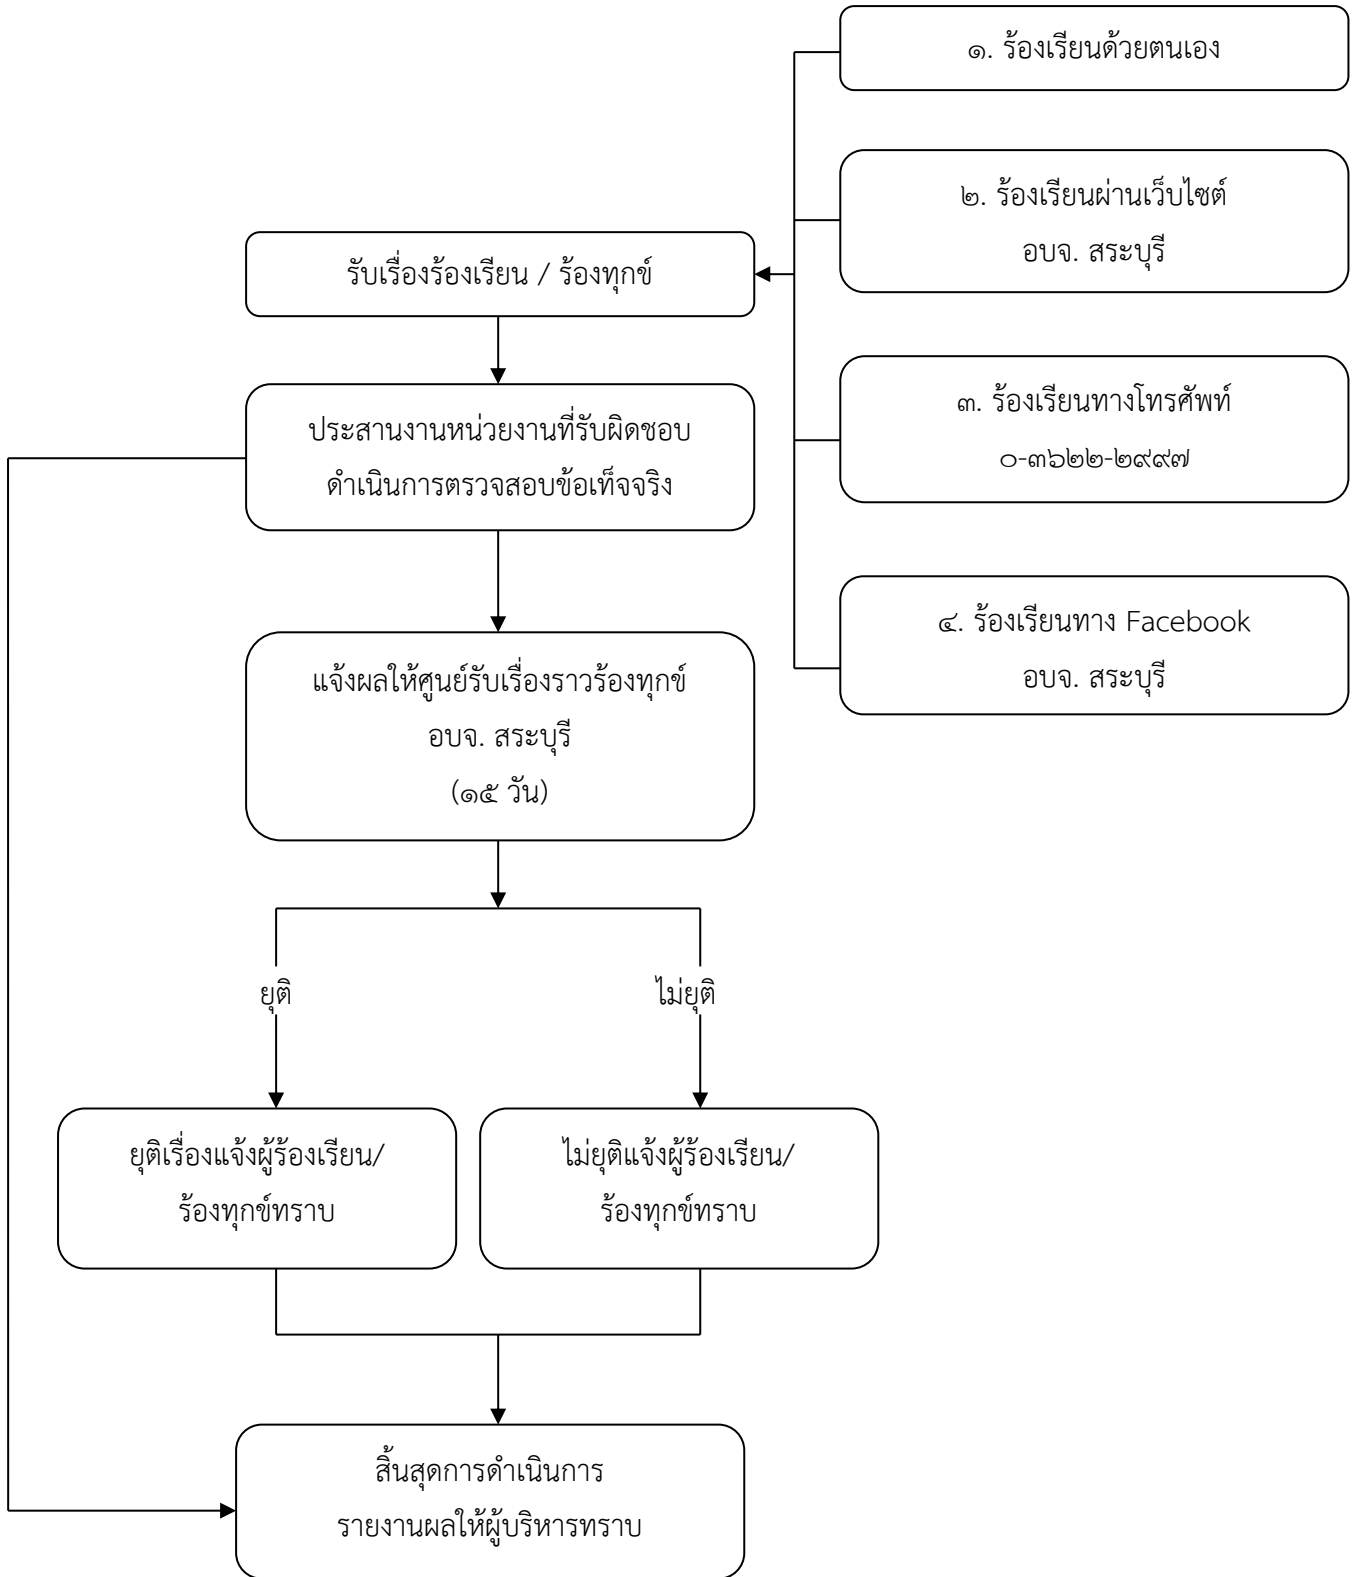 ๑. ร้องเรียนด้วยตนเอง
๒. ร้องเรียนผ่านเว็บไซต์
อบจ. สระบุรี
รับเรื่องร้องเรียน / ร้องทุกข์
๓. ร้องเรียนทางโทรศัพท์
๐-๓๖๒๒-๒๙๙๗
ประสานงานหน่วยงานที่รับผิดชอบ
ดำเนินการตรวจสอบข้อเท็จจริง
๔. ร้องเรียนทาง Facebook
อบจ. สระบุรี
แจ้งผลให้ศูนย์รับเรื่องราวร้องทุกข์
อบจ. สระบุรี
(๑๕ วัน)
ยุติ
ไม่ยุติ
ยุติเรื่องแจ้งผู้ร้องเรียน/
ร้องทุกข์ทราบ
ไม่ยุติแจ้งผู้ร้องเรียน/
ร้องทุกข์ทราบ
สิ้นสุดการดำเนินการ
รายงานผลให้ผู้บริหารทราบ